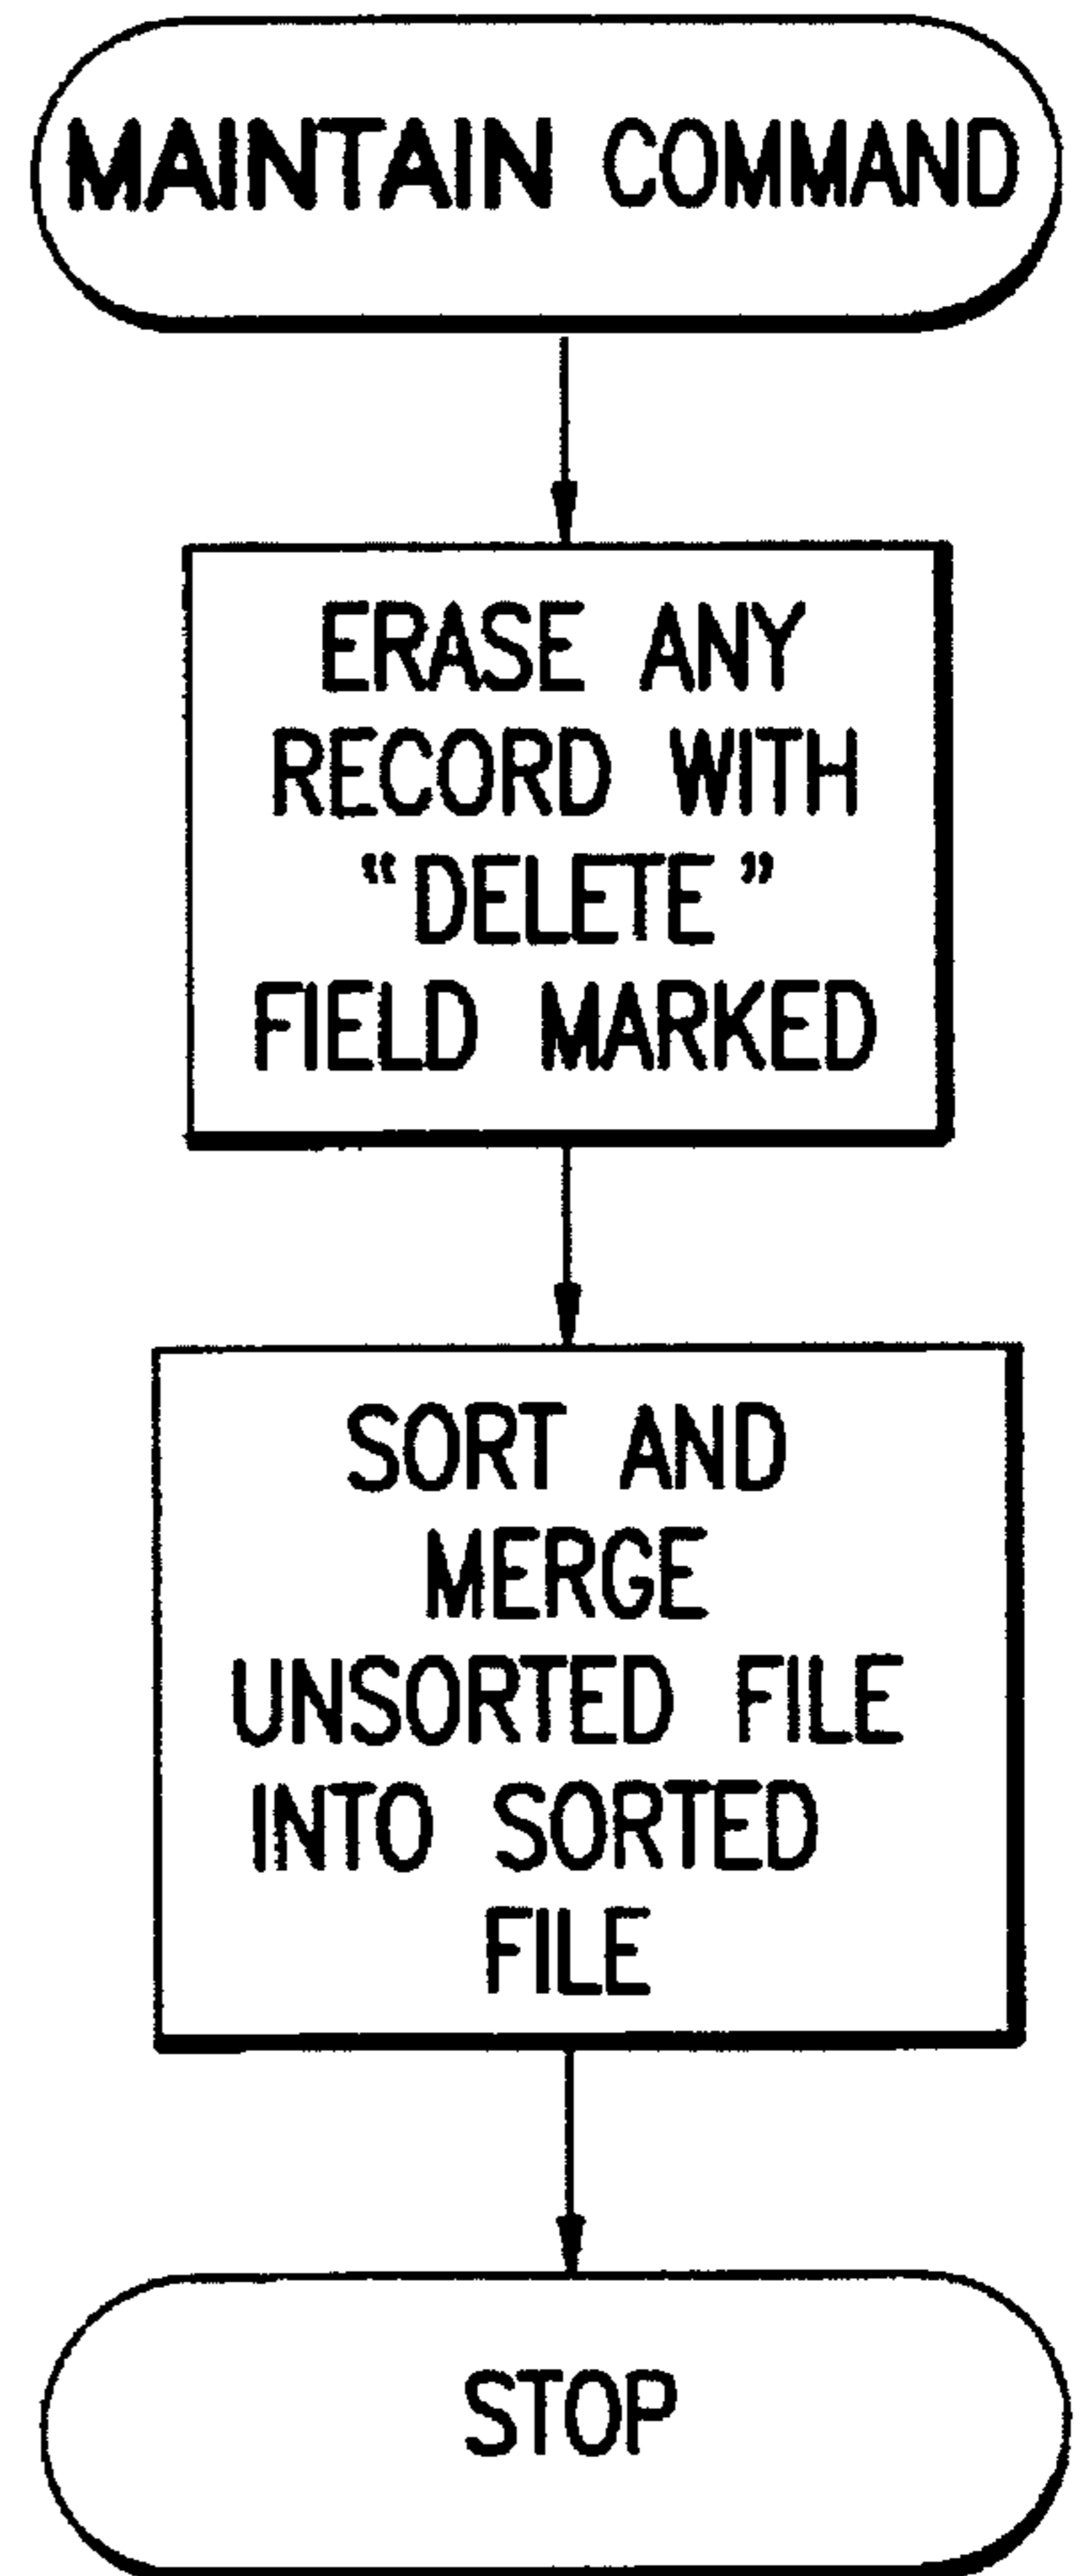 MAINTAIN COMMAND
ERASE ANY
RECORD WITH
“DELETE”
FIELD MARKED
SORT AND
MERGE
UNSORTED FILE
INTO SORTED
FILE
STOP